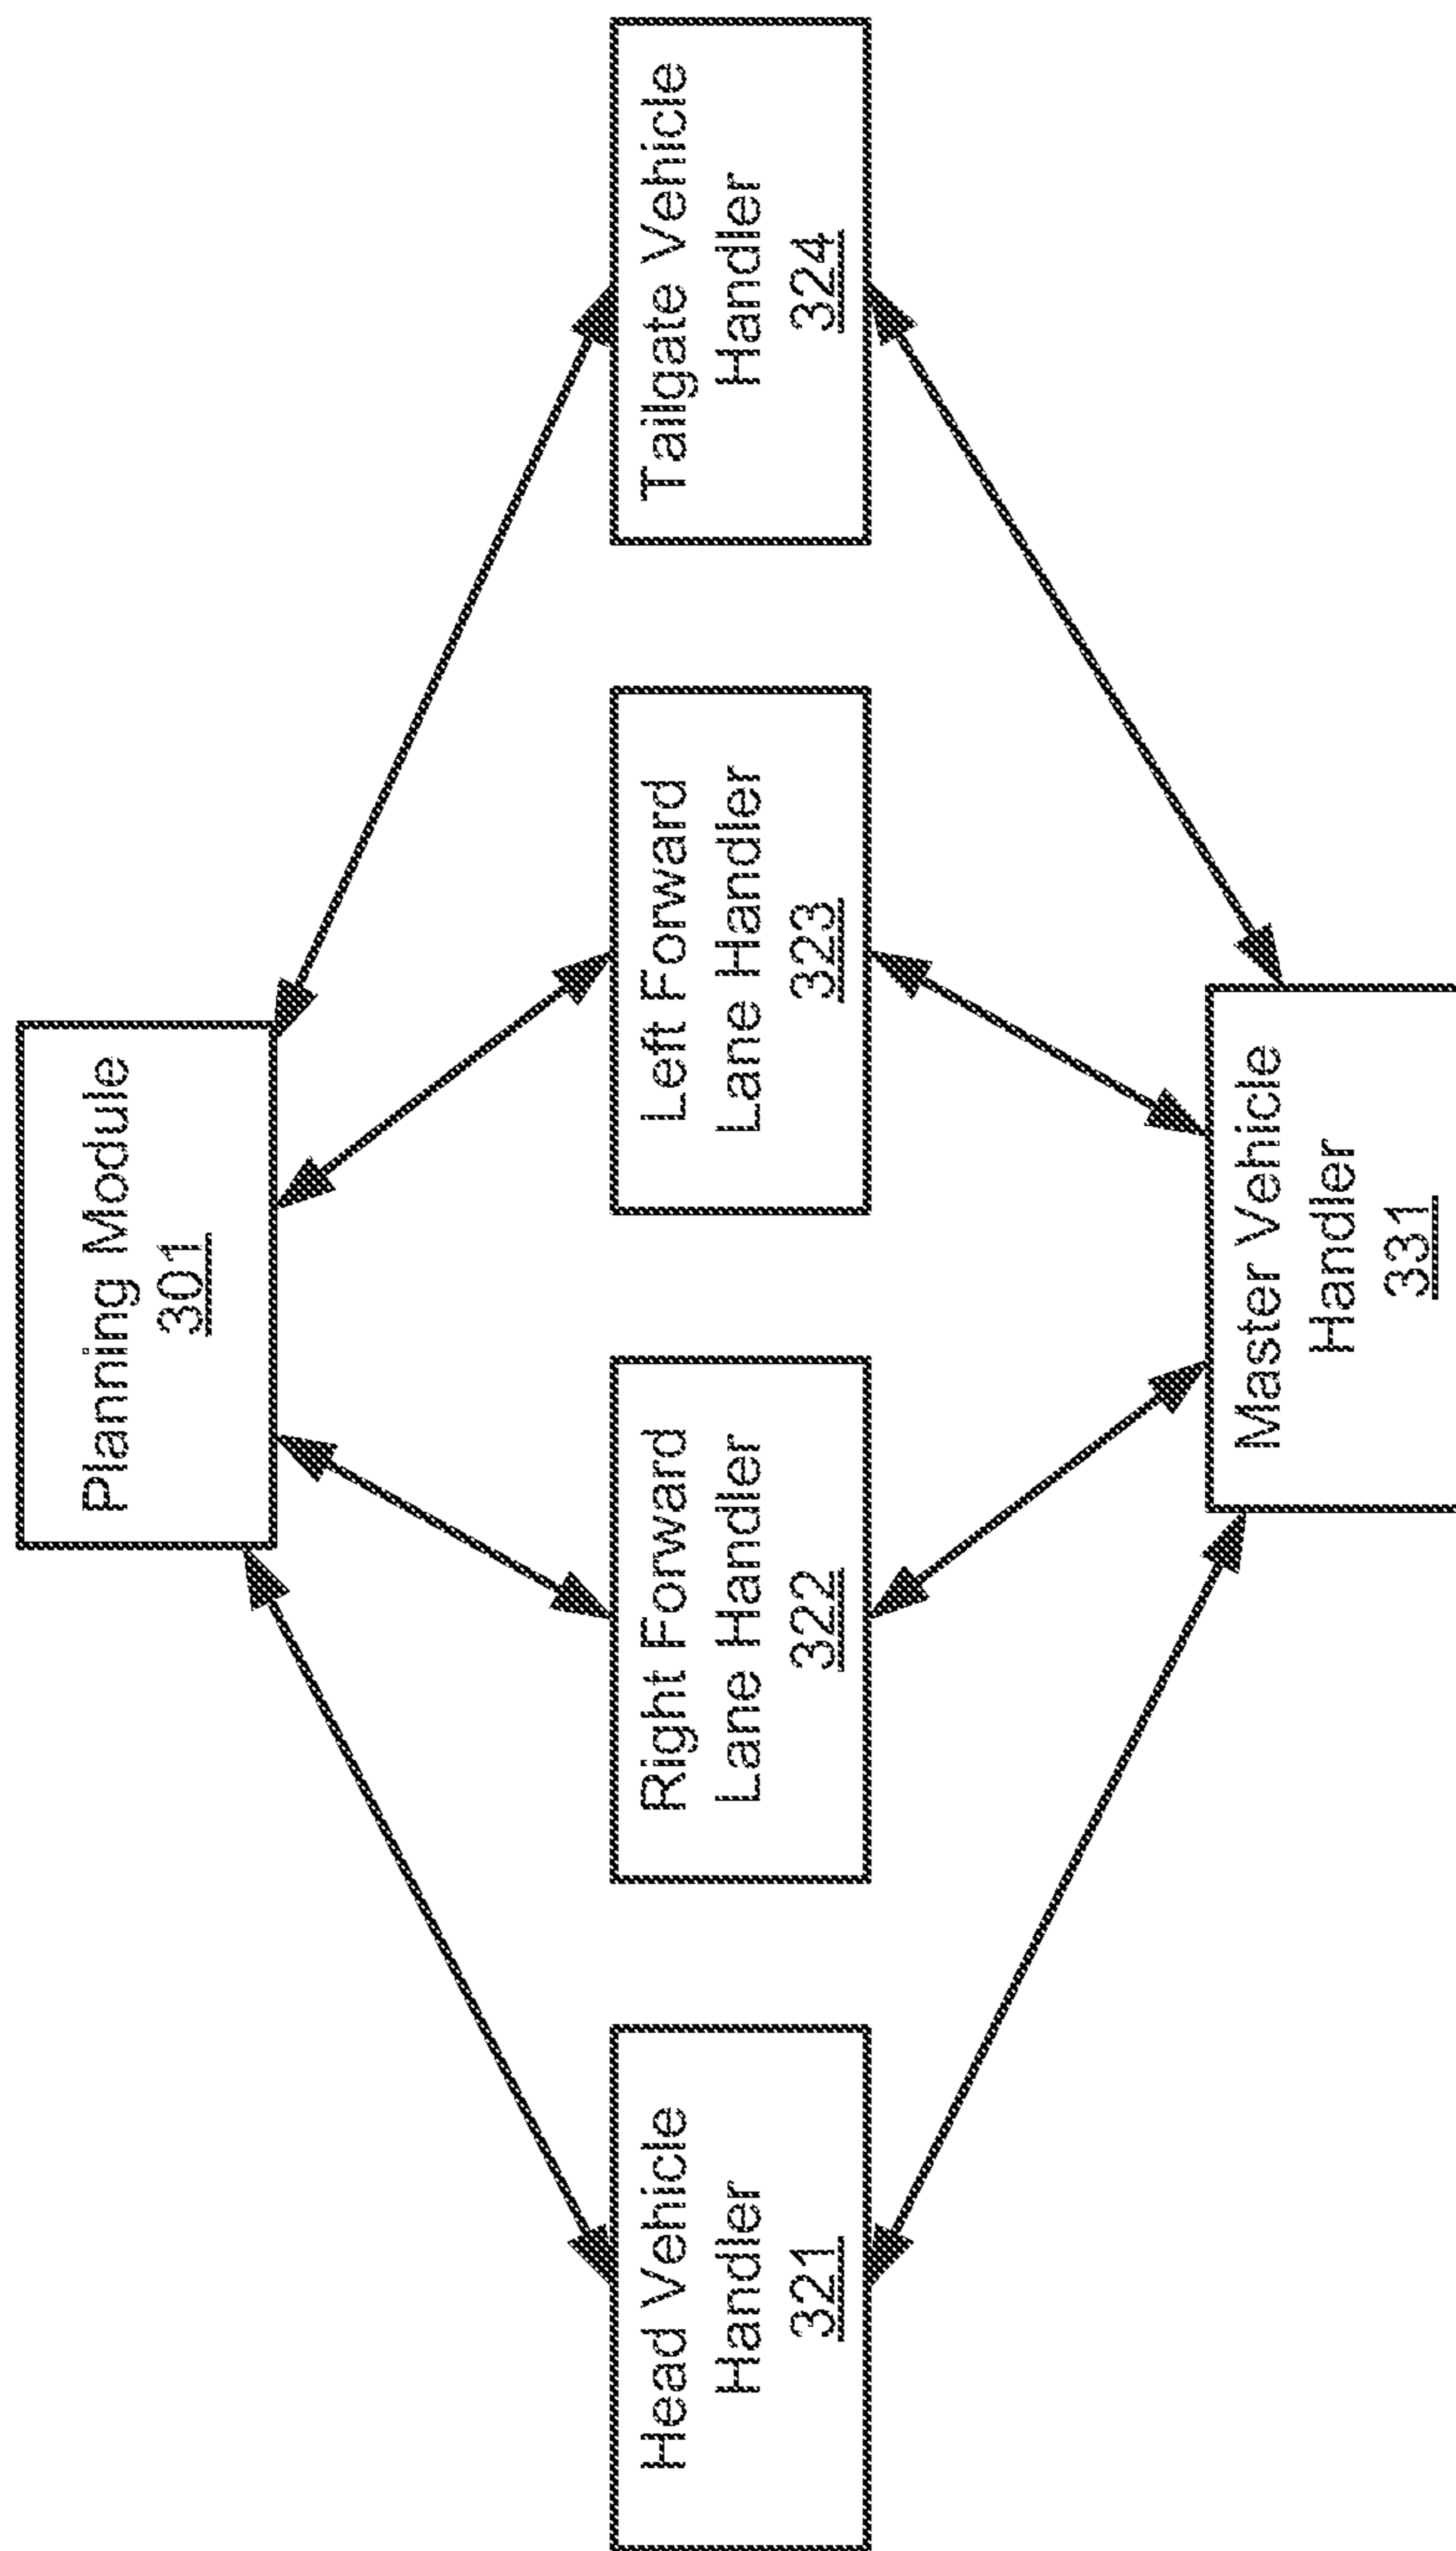 Planning Module
301
Head Vehicle
Handler
321
Right Forward
Lane Handler
322
Left Forward
Lane Handler
323
Tailgate Vehicle
Handler
324
Master Vehicle
Handler
331